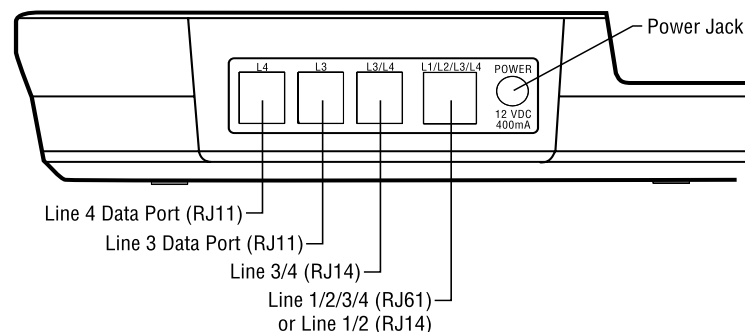 Power Jack
L4 L3 L3/L4 L1/L2/L3/L4 POWER
12 VDC
400mA
Line 4 Data Port (RJ11)
Line 3 Data Port (RJ11)
Line 3/4 (RJ14)
Line 1/2/3/4 (RJ61)
or Line 1/2 (RJ14)